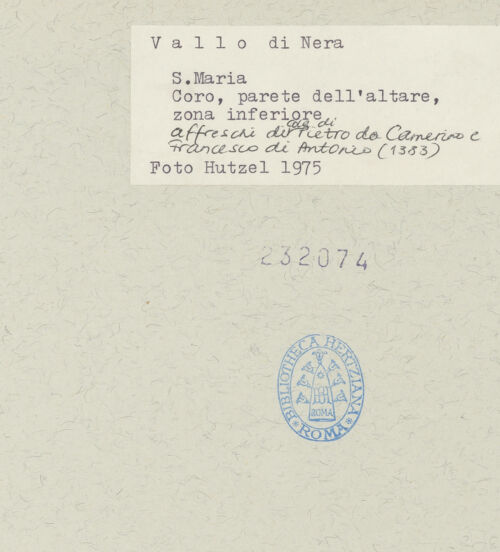 V a l l o di Nera
S.Maria
Coro, parete dell'altare,
zona inferiore
affreschi di Pietro da Camerino e
Francesco di Antonio (1383)
Foto Hutzel 1975
232074
BIBLIOTHECA HERTZIANA
ROMA
ROMA